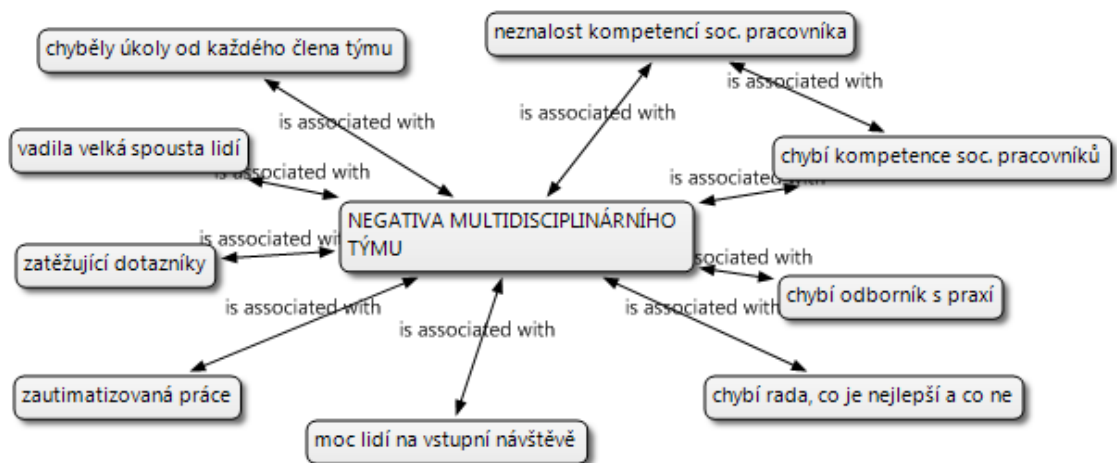 chyběly úkoly od každého člena týmu
neznalost kompetencí soc. pracovníka
is associated with
is associated with
is associated with
vadila velká spousta lidí
is associated with
chybí kompetence soc. pracovníků
is associated with
NEGATIVA MULTIDISCIPLINÁRNÍHO
TÝMU
is associated with
zatěžující dotazníky
associated with
chybí odborník s praxí
is associated with
is associated with
is associated with
zautimatizovaná práce
chybí rada, co je nejlepší a co ne
moc lidí na vstupní návštěvě